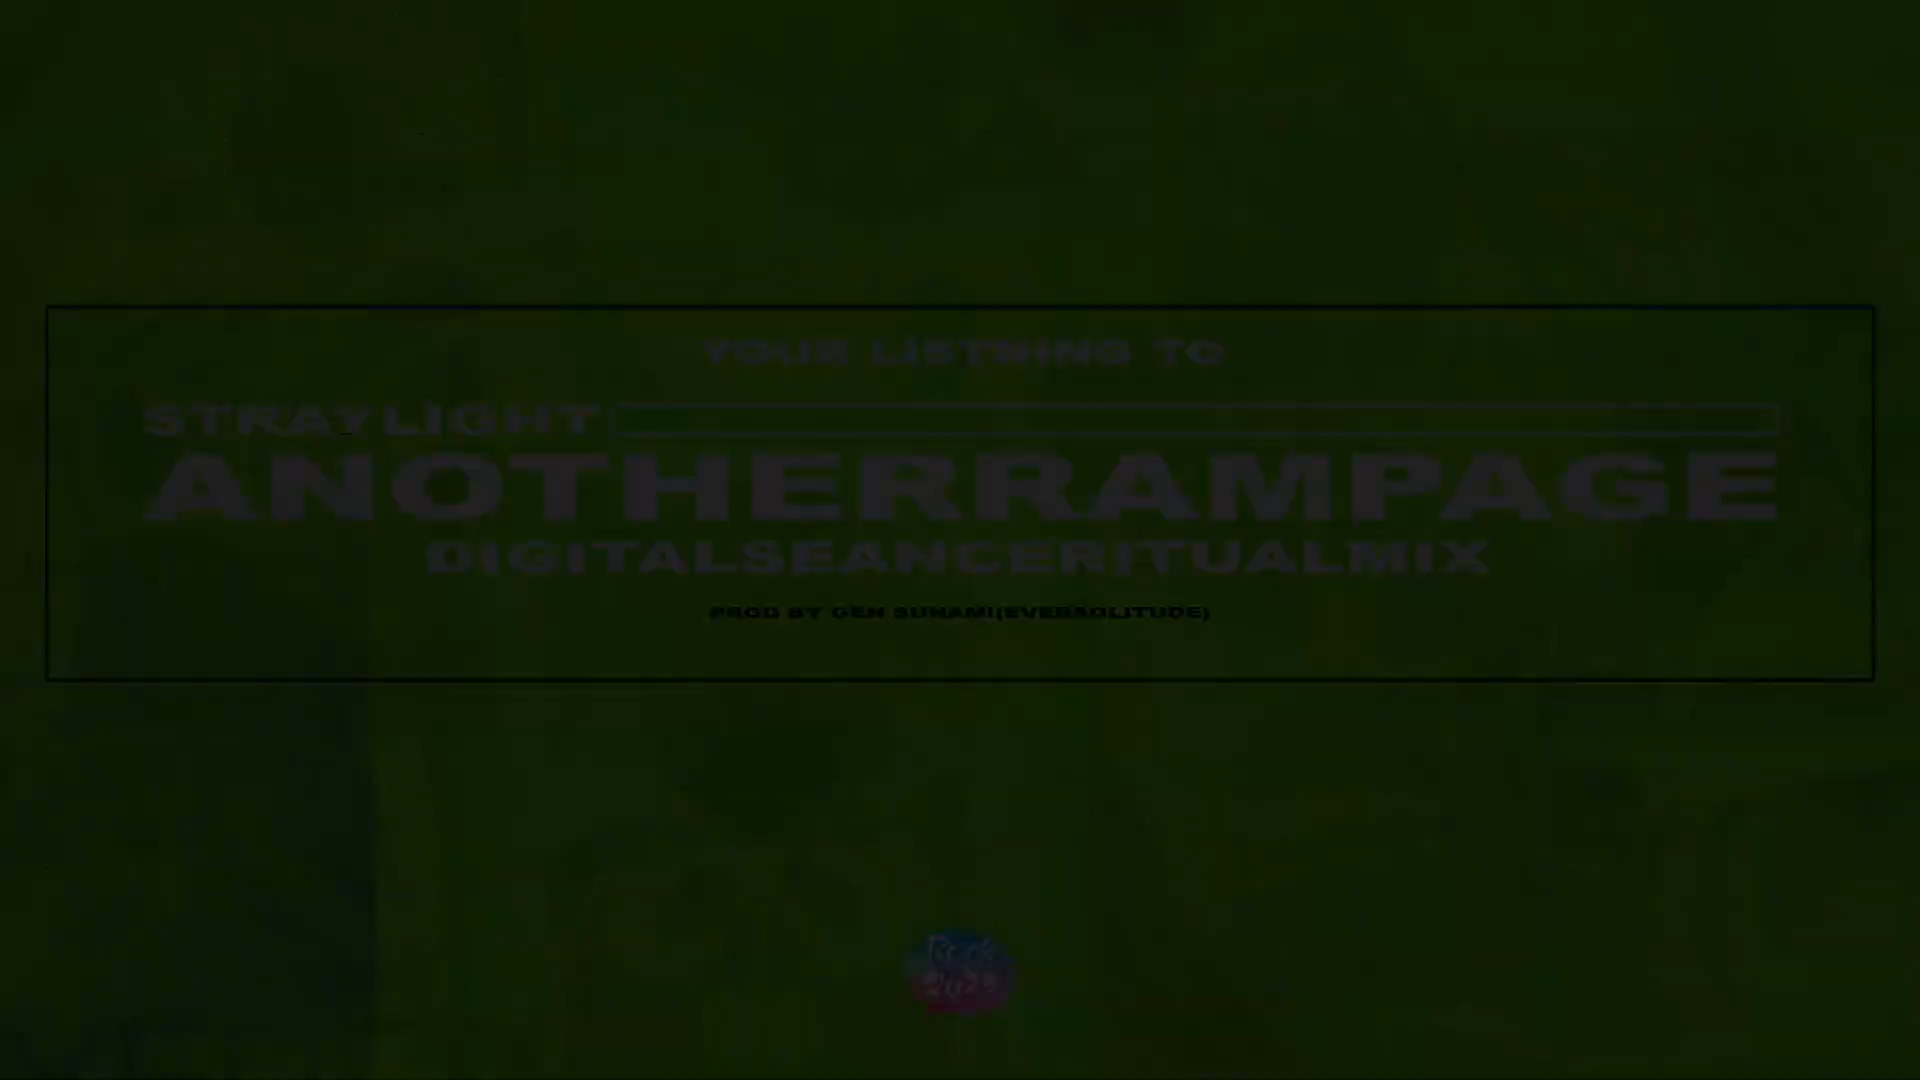 YOUR LISTNING TO
STRAYLIGHT
ANOTHERRAMPAGE
DIGITALSEANCERITUALMIX
PROD BY GEN SUNAMI(EVERSOLITUDE)